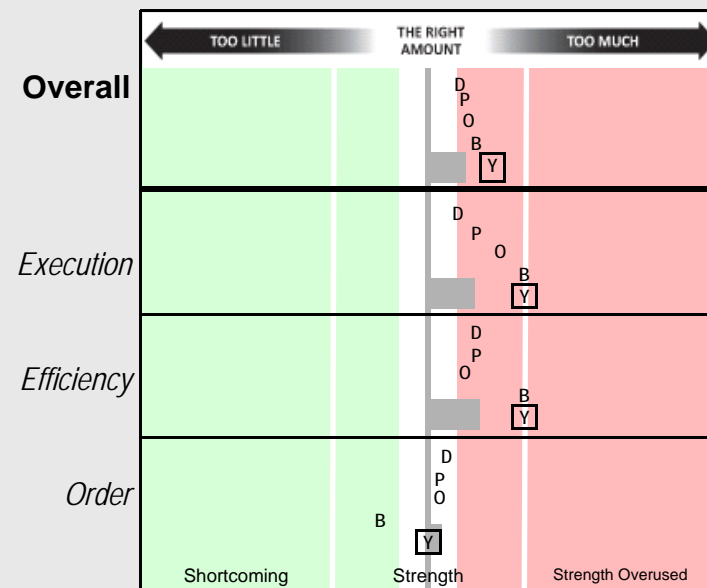 TOO LITTLE THE RIGHT AMOUNT TOO MUCH
Overall
D
P
O
B
Y
Execution
D
P
O
B
Y
Efficiency
D
P
O
B
Y
Order
D
P
O
B
Y
Shortcoming Strength Strength Overused